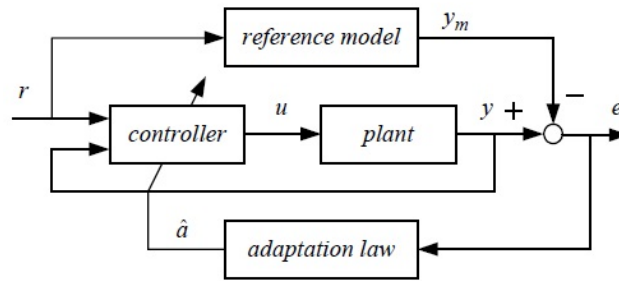 reference model
y_m
r
controller
u
plant
y
+
−
e
â
adaptation law